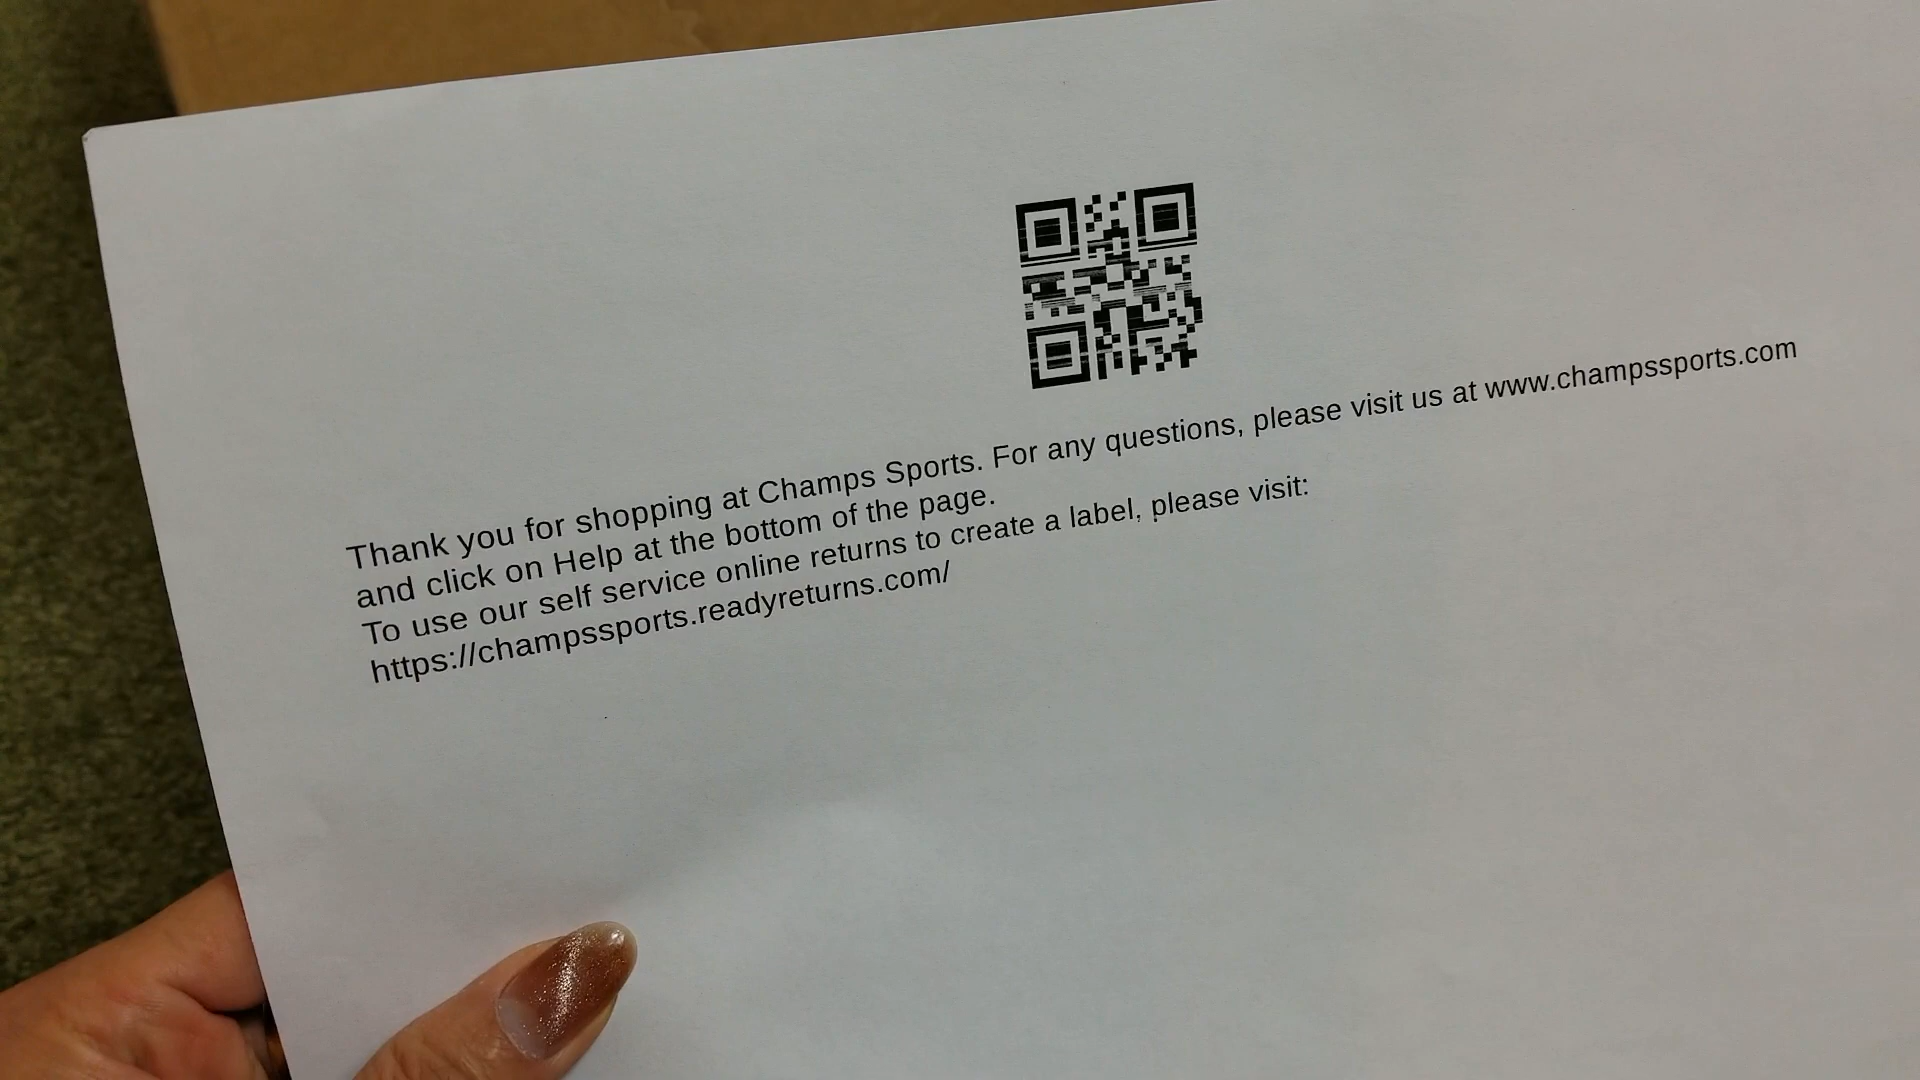 Thank you for shopping at Champs Sports. For any questions, please visit us at www.champssports.com
and click on Help at the bottom of the page.
To use our self service online returns to create a label, please visit:
https://champssports.readyreturns.com/